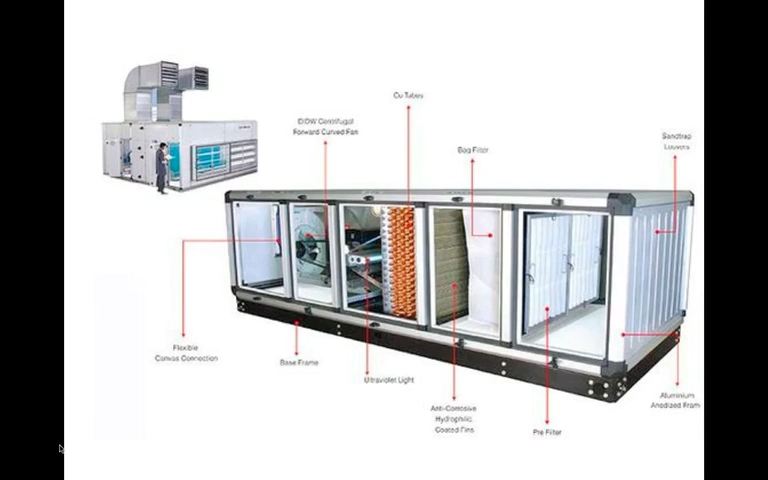 Cu Tubes
DIDW Centrifugal
Forward Curved Fan
Bag Filter
Sandtrap
Louvers
Flexible
Canvas Connection
Base Frame
Ultraviolet Light
Anti-Corrosive
Hydrophilic
Coated Fins
Pre Filter
Aluminium
Anodized Fram